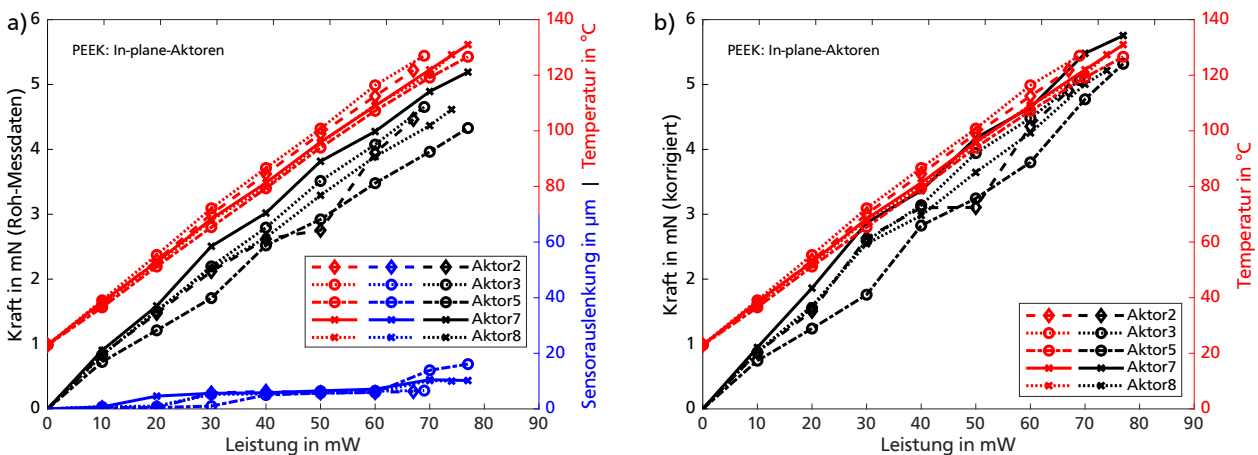 a)
PEEK: In-plane-Aktoren
Kraft in mN (Roh-Messdaten)
6
5
4
3
2
1
0
0 10 20 30 40 50 60 70 80 90
Leistung in mW
140
120
100
80
60
40
20
0
Sensorauslenkung in µm | Temperatur in °C
Aktor2
Aktor3
Aktor5
Aktor7
Aktor8
b)
PEEK: In-plane-Aktoren
Kraft in mN (korrigiert)
6
5
4
3
2
1
0
0 10 20 30 40 50 60 70 80 90
Leistung in mW
140
120
100
80
60
40
20
0
Temperatur in °C
Aktor2
Aktor3
Aktor5
Aktor7
Aktor8